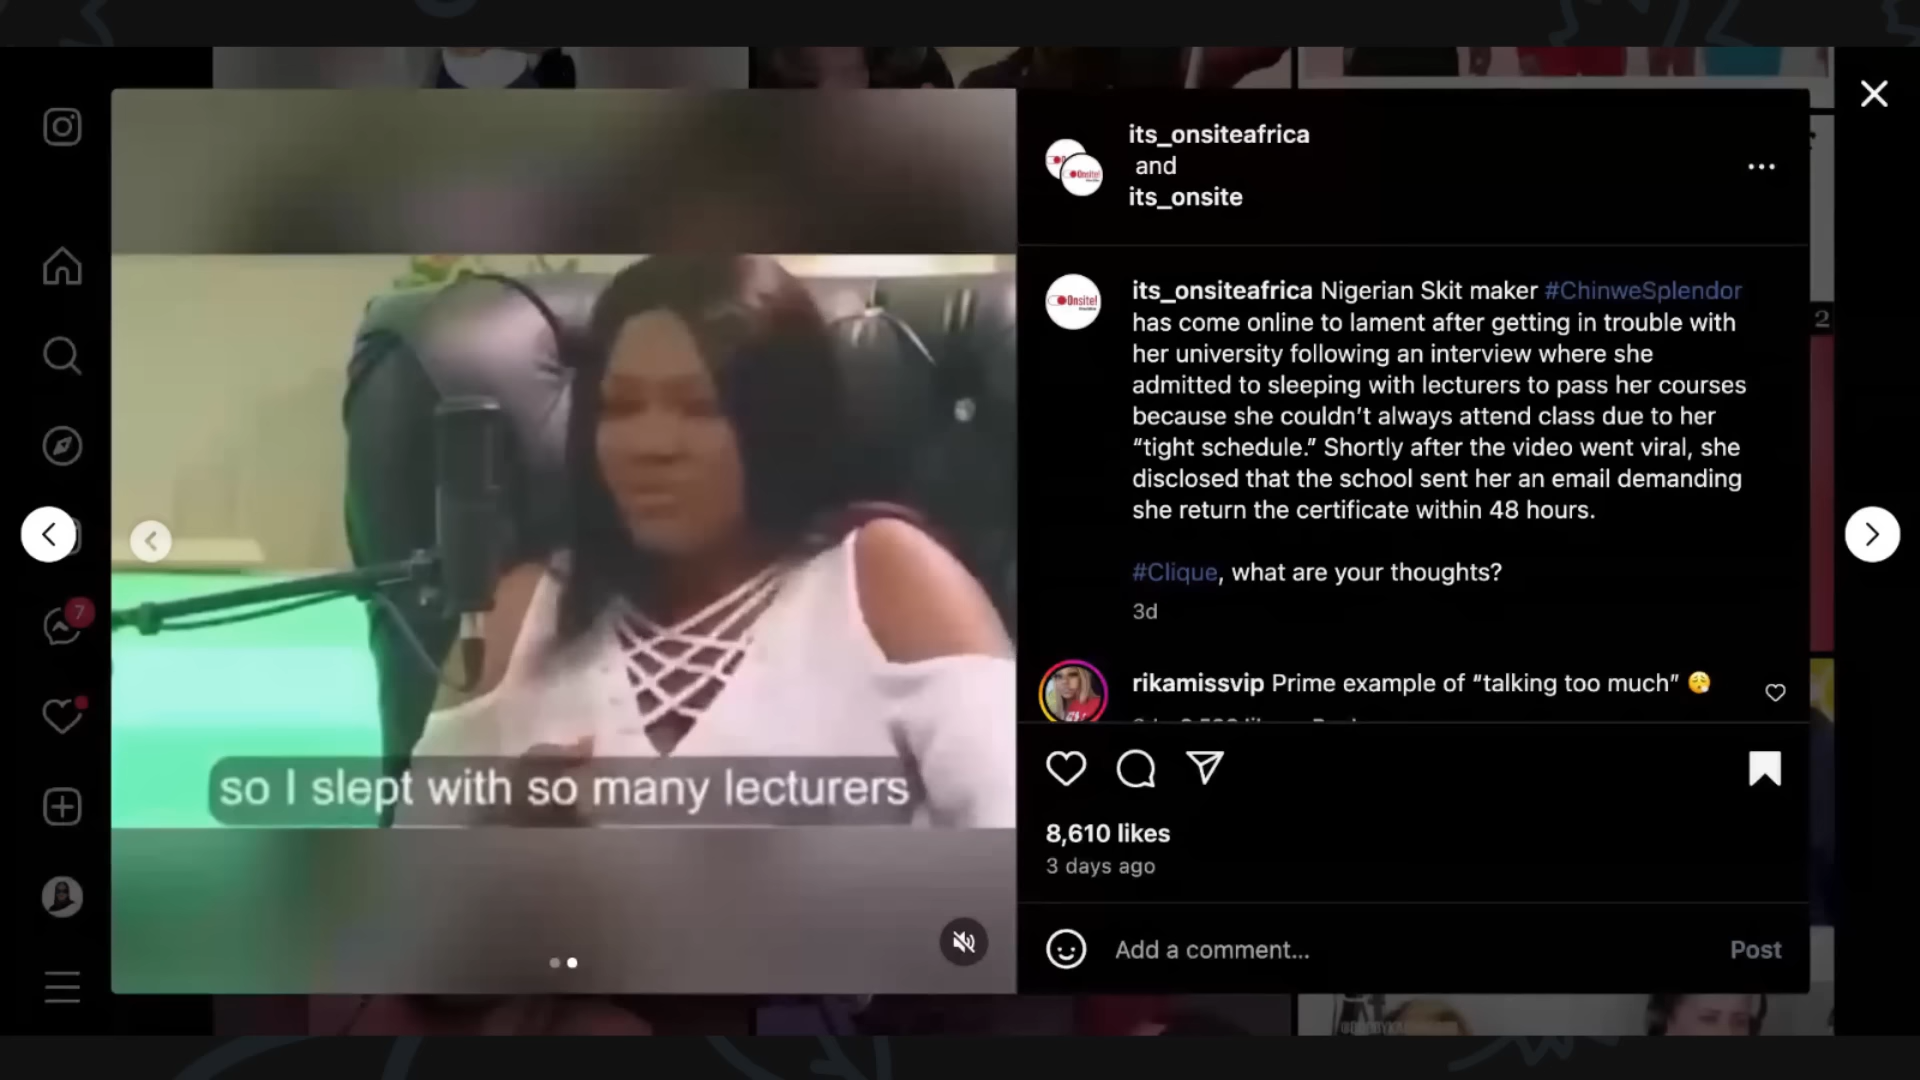 its_onsiteafrica
and
its_onsite
Onsite!
its_onsiteafrica Nigerian Skit maker #ChinweSplendor
has come online to lament after getting in trouble with
her university following an interview where she
admitted to sleeping with lecturers to pass her courses
because she couldn't always attend class due to her
“tight schedule.” Shortly after the video went viral, she
disclosed that the school sent her an email demanding
she return the certificate within 48 hours.
#Clique, what are your thoughts?
3d
rikamissvip Prime example of “talking too much” 😮‍💨
8,610 likes
3 days ago
Add a comment...
Post
so I slept with so many lecturers
7
2